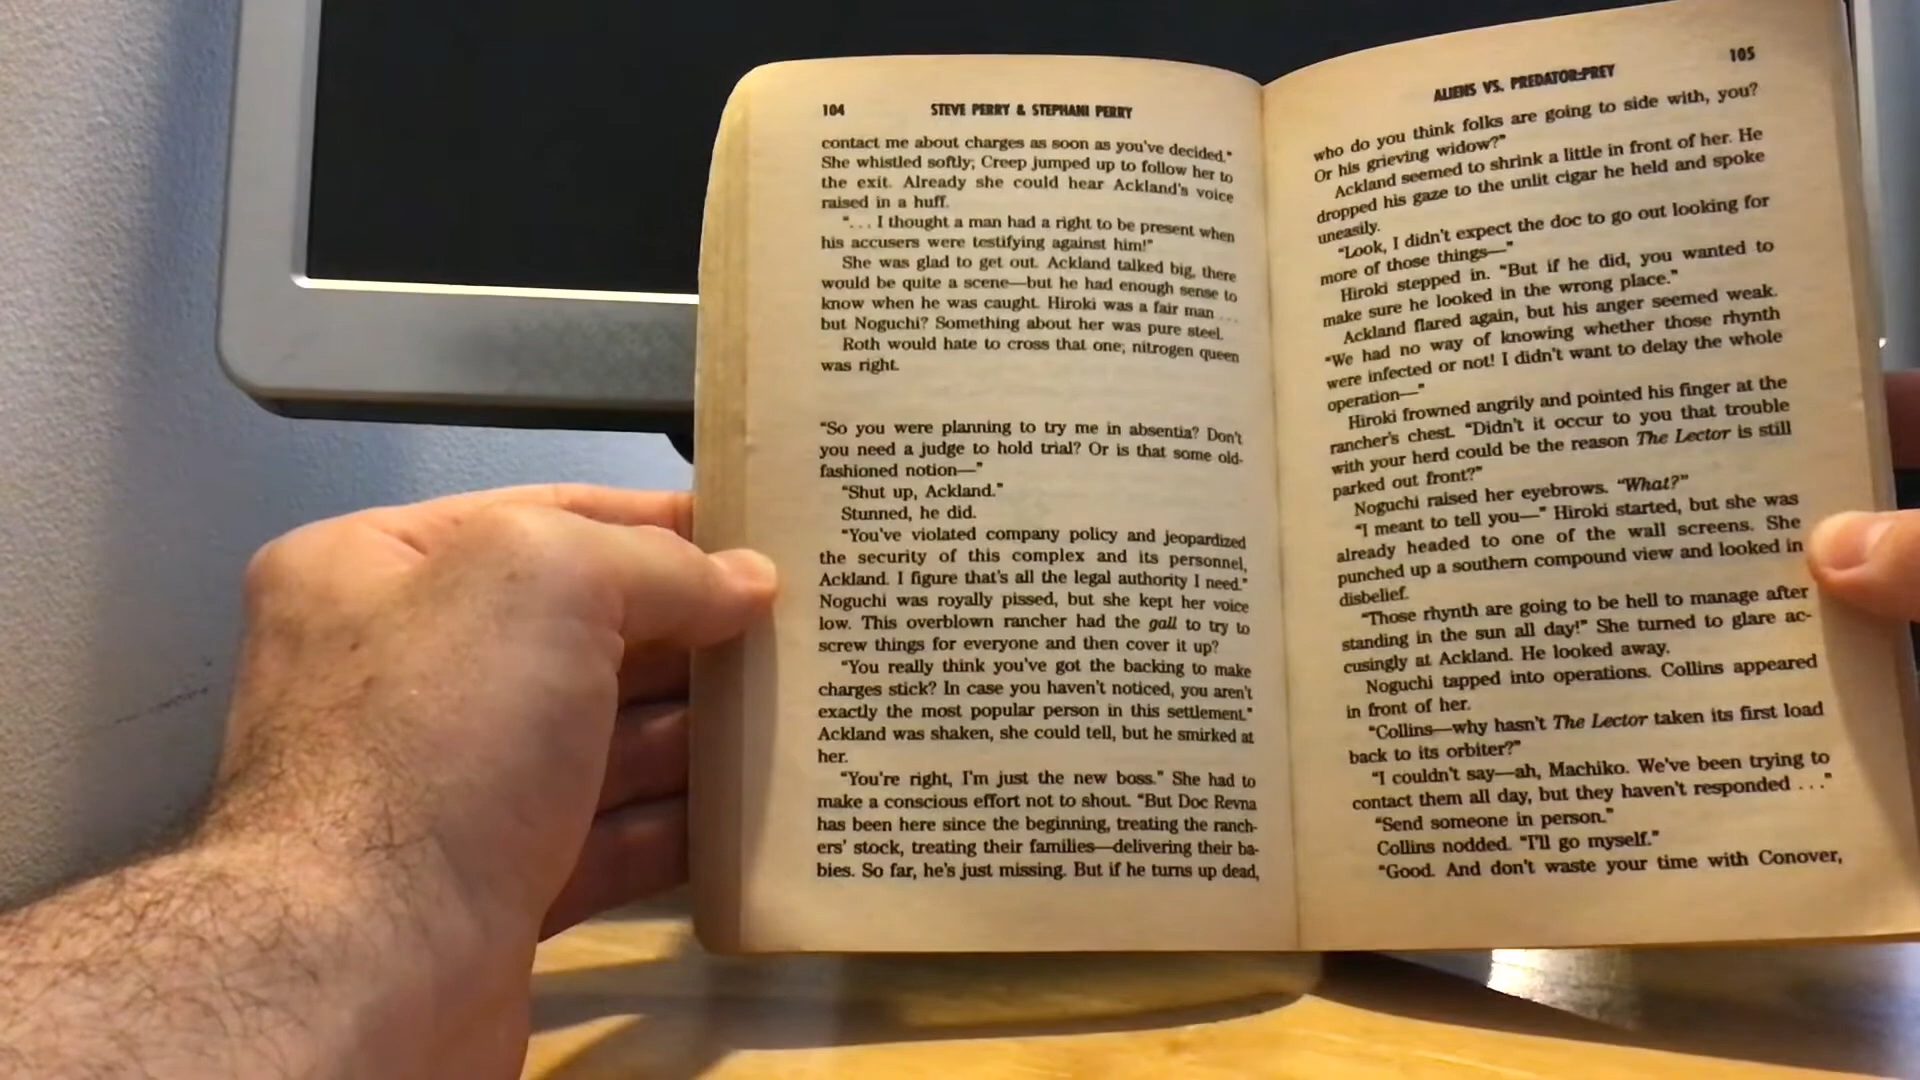 104
STEVE PERRY & STEPHANI PERRY
contact me about charges as soon as you've decided."
She whistled softly; Creep jumped up to follow her to
the exit. Already she could hear Ackland's voice
raised in a huff.
". . . I thought a man had a right to be present when
his accusers were testifying against him!"
She was glad to get out. Ackland talked big, there
would be quite a scene—but he had enough sense to
know when he was caught. Hiroki was a fair man . . .
but Noguchi? Something about her was pure steel.
Roth would hate to cross that one; nitrogen queen
was right.
"So you were planning to try me in absentia? Don't
you need a judge to hold trial? Or is that some old-
fashioned notion—"
"Shut up, Ackland."
Stunned, he did.
"You've violated company policy and jeopardized
the security of this complex and its personnel,
Ackland. I figure that's all the legal authority I need."
Noguchi was royally pissed, but she kept her voice
low. This overblown rancher had the gall to try to
screw things for everyone and then cover it up?
"You really think you've got the backing to make
charges stick? In case you haven't noticed, you aren't
exactly the most popular person in this settlement."
Ackland was shaken, she could tell, but he smirked at
her.
"You're right, I'm just the new boss." She had to
make a conscious effort not to shout. "But Doc Revna
has been here since the beginning, treating the ranch-
ers' stock, treating their families—delivering their ba-
bies. So far, he's just missing. But if he turns up dead,
ALIENS VS. PREDATOR:PREY
105
who do you think folks are going to side with, you?
Or his grieving widow?"
Ackland seemed to shrink a little in front of her. He
dropped his gaze to the unlit cigar he held and spoke
uneasily.
"Look, I didn't expect the doc to go out looking for
more of those things—"
Hiroki stepped in. "But if he did, you wanted to
make sure he looked in the wrong place."
Ackland flared again, but his anger seemed weak.
"We had no way of knowing whether those rhynth
were infected or not! I didn't want to delay the whole
operation—"
Hiroki frowned angrily and pointed his finger at the
rancher's chest. "Didn't it occur to you that trouble
with your herd could be the reason The Lector is still
parked out front?"
Noguchi raised her eyebrows. "What?"
"I meant to tell you—" Hiroki started, but she was
already headed to one of the wall screens. She
punched up a southern compound view and looked in
disbelief.
"Those rhynth are going to be hell to manage after
standing in the sun all day!" She turned to glare ac-
cusingly at Ackland. He looked away.
Noguchi tapped into operations. Collins appeared
in front of her.
"Collins—why hasn't The Lector taken its first load
back to its orbiter?"
"I couldn't say—ah, Machiko. We've been trying to
contact them all day, but they haven't responded . . ."
"Send someone in person."
Collins nodded. "I'll go myself."
"Good. And don't waste your time with Conover,